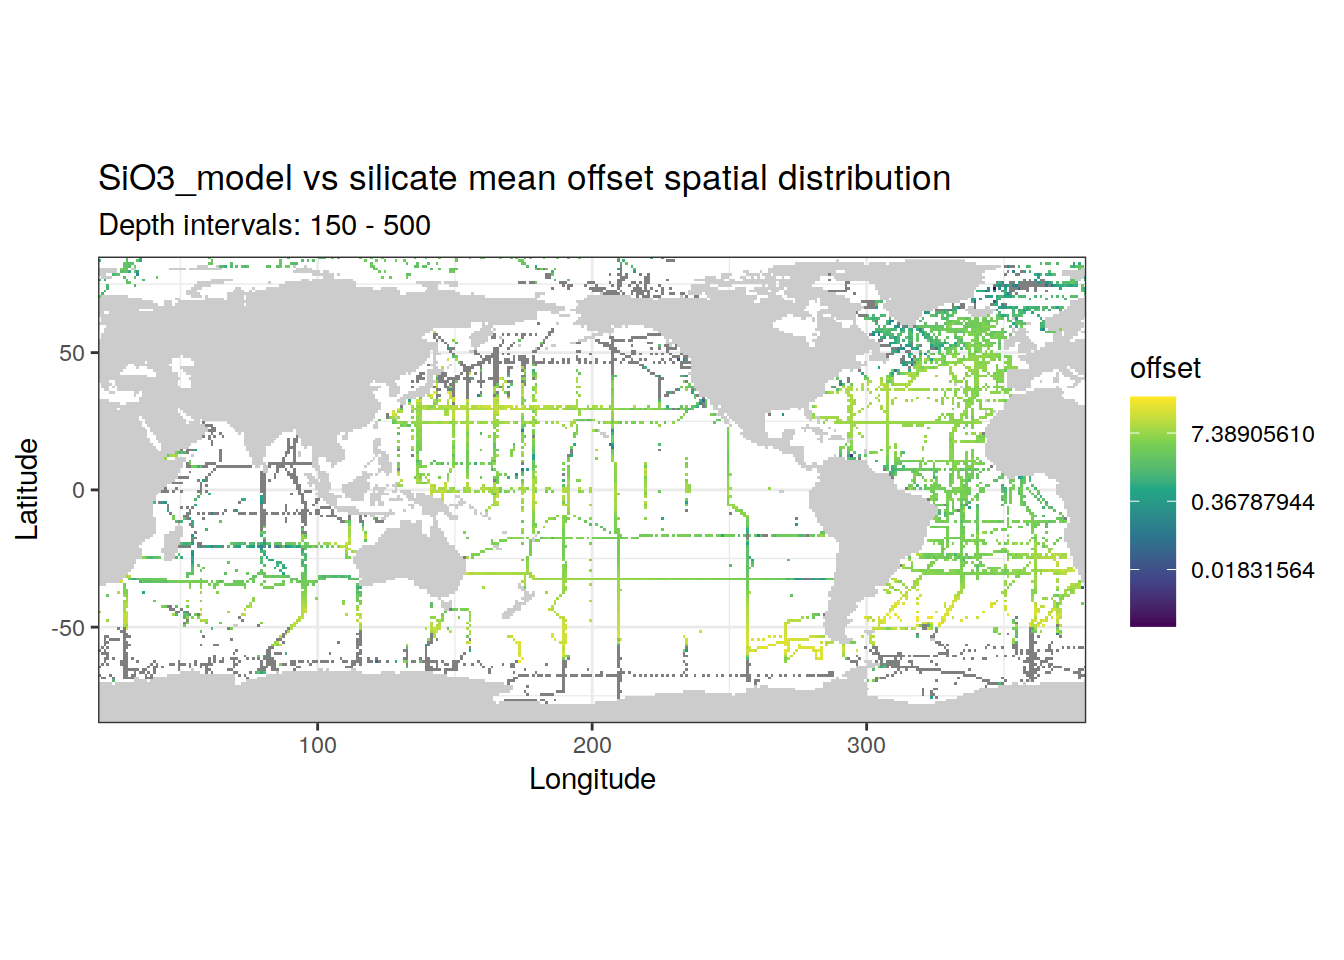 SiO3_model vs silicate mean offset spatial distribution
Depth intervals: 150 - 500
offset
7.38905610
0.36787944
0.01831564
50
0
-50
Latitude
100
200
300
Longitude